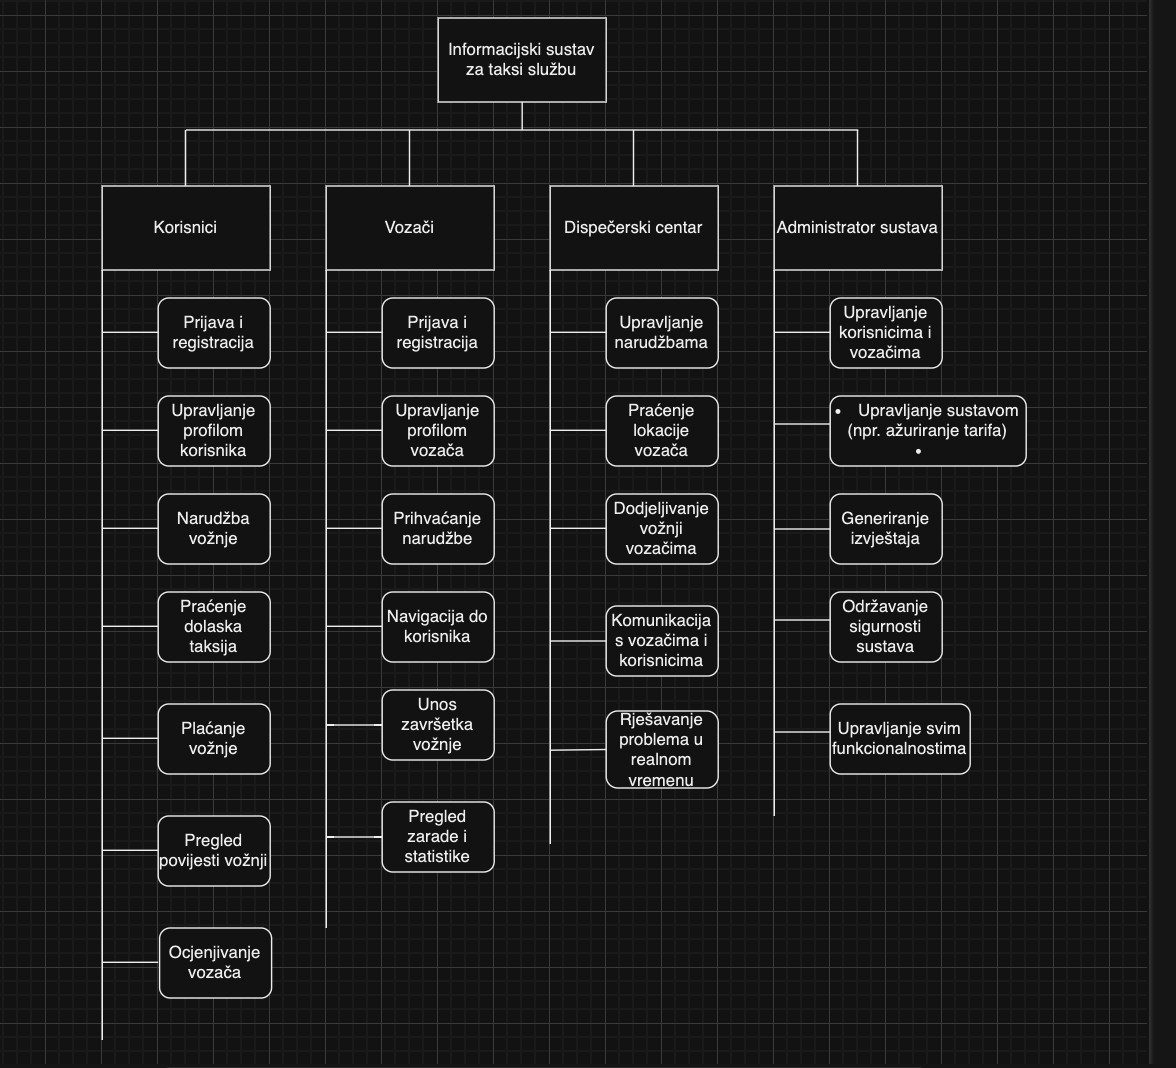 Informacijski sustav
za taksi službu
Korisnici
Vozači
Dispečerski centar
Administrator sustava
Prijava i
registracija
Upravljanje
profilom
korisnika
Narudžba
vožnje
Praćenje
dolaska
taksija
Plaćanje
vožnje
Pregled
povijesti vožnji
Ocjenjivanje
vozača
Prijava i
registracija
Upravljanje
profilom
vozača
Prihvaćanje
narudžbe
Navigacija do
korisnika
Unos
završetka
vožnje
Pregled
zarade i
statistike
Upravljanje
narudžbama
Praćenje
lokacije
vozača
Dodjeljivanje
vožnji
vozačima
Komunikacija
s vozačima i
korisnicima
Rješavanje
problema u
realnom
vremenu
Upravljanje
korisnicima i
vozačima
• Upravljanje sustavom
(npr. ažuriranje tarifa)
•
Generiranje
izvještaja
Održavanje
sigurnosti
sustava
Upravljanje svim
funkcionalnostima